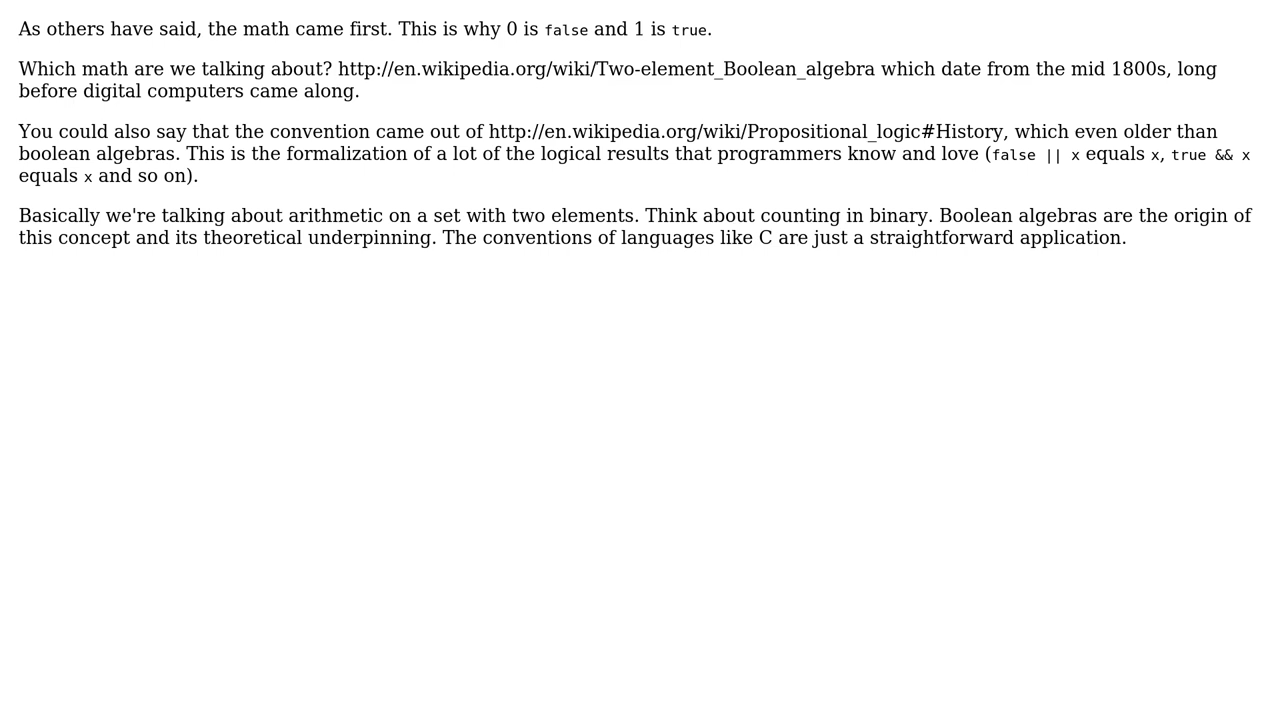 As others have said, the math came first. This is why 0 is false and 1 is true.
Which math are we talking about? http://en.wikipedia.org/wiki/Two-element_Boolean_algebra which date from the mid 1800s, long
before digital computers came along.
You could also say that the convention came out of http://en.wikipedia.org/wiki/Propositional_logic#History, which even older than
boolean algebras. This is the formalization of a lot of the logical results that programmers know and love (false || x equals x, true && x
equals x and so on).
Basically we're talking about arithmetic on a set with two elements. Think about counting in binary. Boolean algebras are the origin of
this concept and its theoretical underpinning. The conventions of languages like C are just a straightforward application.